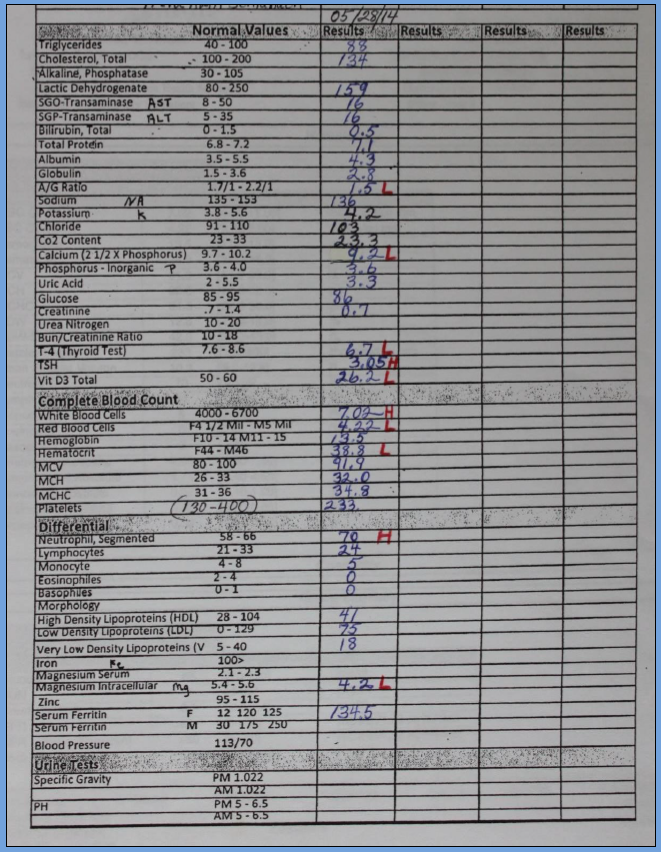 05/28/14
Normal Values Results Results Results Results
Triglycerides 40 - 100 88
Cholesterol, Total 100 - 200 134
Alkaline, Phosphatase 30 - 105
Lactic Dehydrogenate 80 - 250 159
SGO-Transaminase AST 8 - 50 16
SGP-Transaminase ALT 5 - 35 16
Bilirubin, Total 0 - 1.5 0.5
Total Protein 6.8 - 7.2 7.1
Albumin 3.5 - 5.5 4.3
Globulin 1.5 - 3.6 2.8
A/G Ratio 1.7/1 - 2.2/1 1.5 L
Sodium NA 135 - 153 136
Potassium K 3.8 - 5.6 4.2
Chloride 91 - 110 103
Co2 Content 23 - 33 23.3
Calcium (2 1/2 X Phosphorus) 9.7 - 10.2 9.2 L
Phosphorus - Inorganic P 3.6 - 4.0 3.6
Uric Acid 2 - 5.5 3.3
Glucose 85 - 95 86
Creatinine .7 - 1.4 0.7
Urea Nitrogen 10 - 20
Bun/Creatinine Ratio 10 - 18
T-4 (Thyroid Test) 7.6 - 8.6 6.7 L
TSH 3.05 H
Vit D3 Total 50 - 60 26.2 L
Complete Blood Count
White Blood Cells 4000 - 6700 7.02 H
Red Blood Cells F4 1/2 Mil - M5 Mil 4.22 L
Hemoglobin F10 - 14 M11 - 15 13.5
Hematocrit F44 - M46 38.8 L
MCV 80 - 100 91.9
MCH 26 - 33 32.0
MCHC 31 - 36 34.8
Platelets (130-400) 233
Differential
Neutrophil, Segmented 58 - 66 70 H
Lymphocytes 21 - 33 24
Monocyte 4 - 8 5
Eosinophiles 2 - 4 0
Basophiles 0 - 1 0
Morphology
High Density Lipoproteins (HDL) 28 - 104 41
Low Density Lipoproteins (LDL) 0 - 129 75
Very Low Density Lipoproteins (V 5 - 40 18
Iron Fe 100>
Magnesium Serum 2.1 - 2.3
Magnesium Intracellular mg 5.4 - 5.6 4.2 L
Zinc 95 - 115
Serum Ferritin F 12 120 125 134.5
Serum Ferritin M 30 175 250
Blood Pressure 113/70
Urine Tests
Specific Gravity PM 1.022
AM 1.022
PH PM 5 - 6.5
AM 5 - 6.5